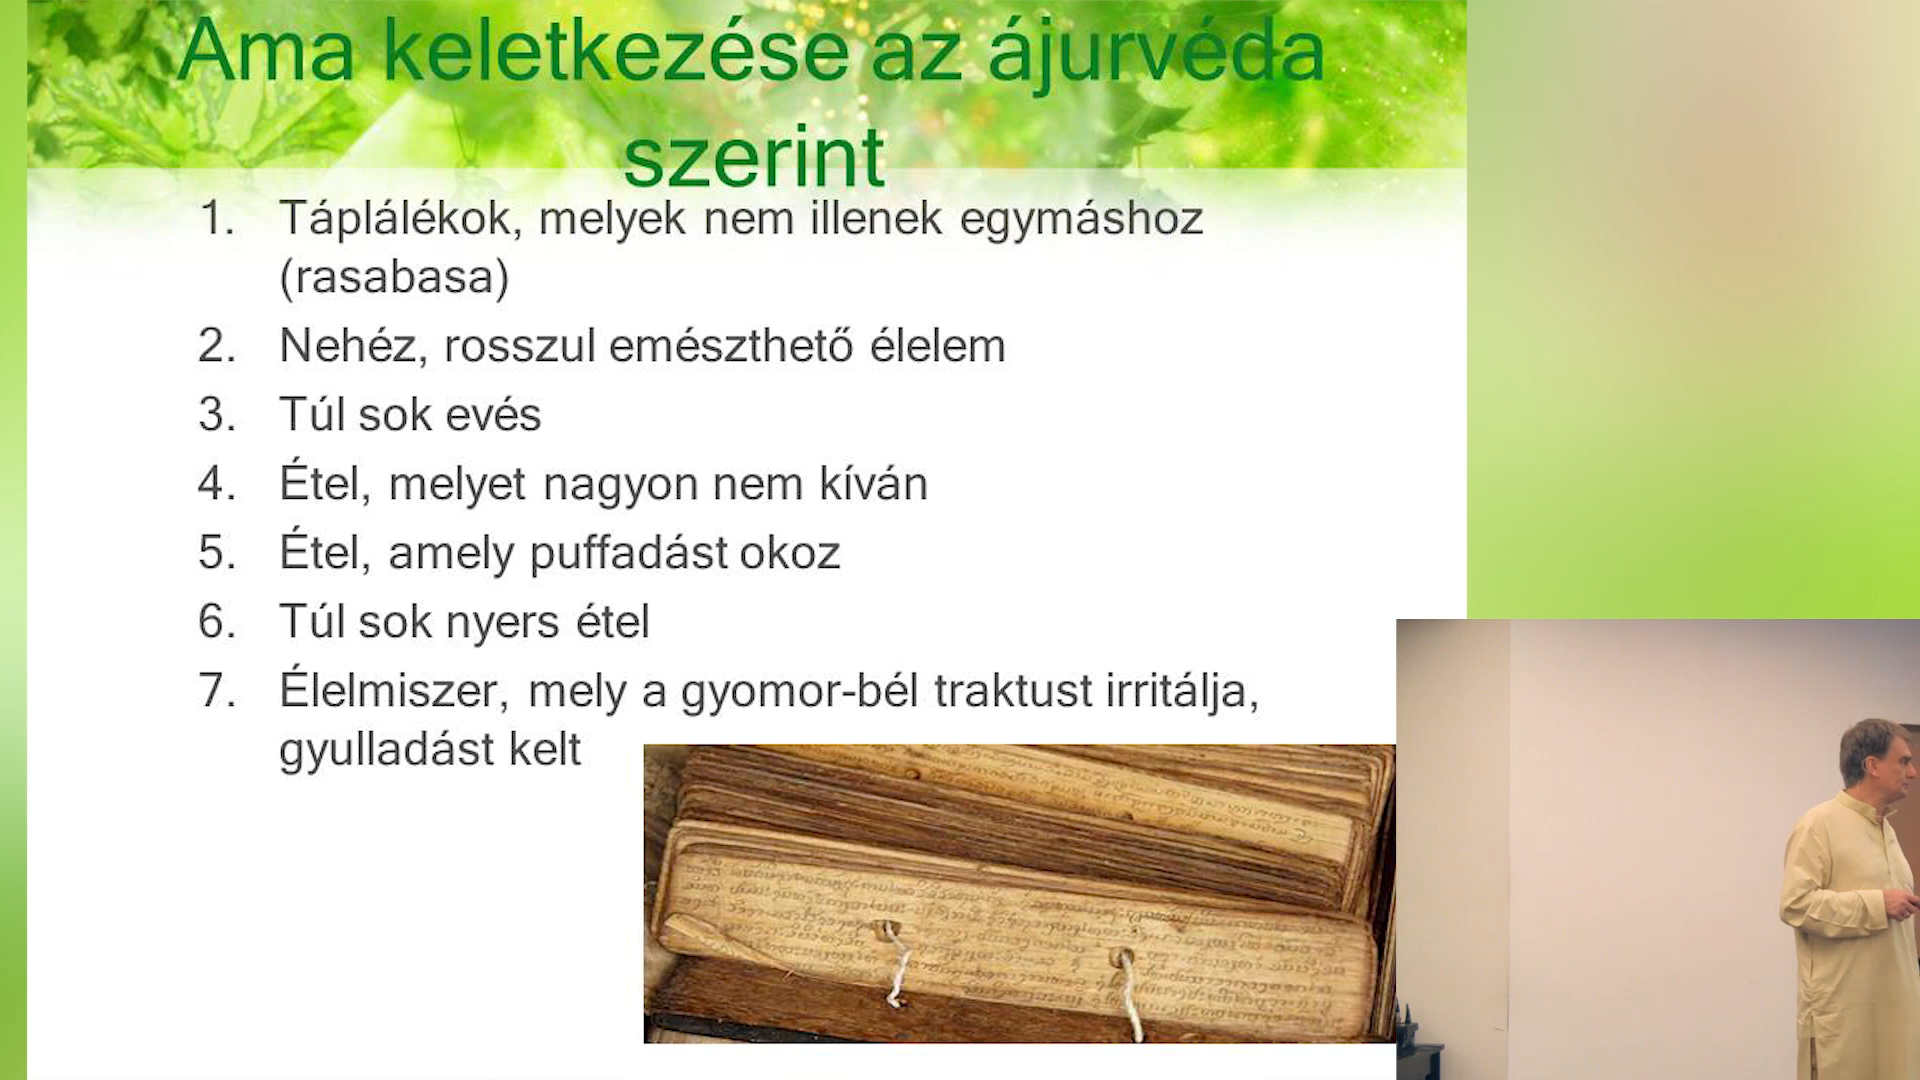 Ama keletkezése az ájurvéda
szerint
1. Táplálékok, melyek nem illenek egymáshoz
(rasabasa)
2. Nehéz, rosszul emészthető élelem
3. Túl sok evés
4. Étel, melyet nagyon nem kíván
5. Étel, amely puffadást okoz
6. Túl sok nyers étel
7. Élelmiszer, mely a gyomor-bél traktust irritálja,
gyulladást kelt